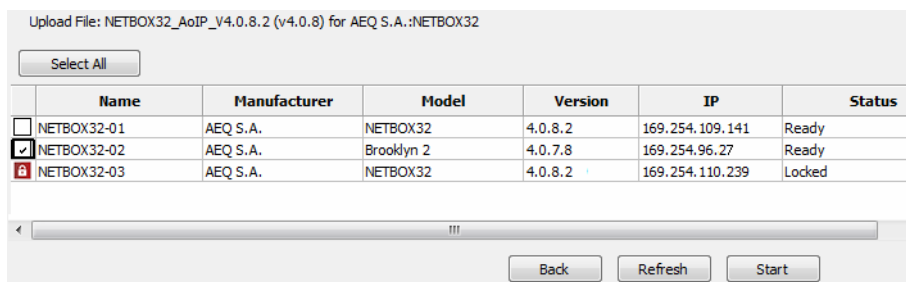 Upload File: NETBOX32_AoIP_V4.0.8.2 (v4.0.8) for AEQ S.A.:NETBOX32
Select All
Name Manufacturer Model Version IP Status
NETBOX32-01 AEQ S.A. NETBOX32 4.0.8.2 169.254.109.141 Ready
NETBOX32-02 AEQ S.A. Brooklyn 2 4.0.7.8 169.254.96.27 Ready
NETBOX32-03 AEQ S.A. NETBOX32 4.0.8.2 169.254.110.239 Locked
Back Refresh Start